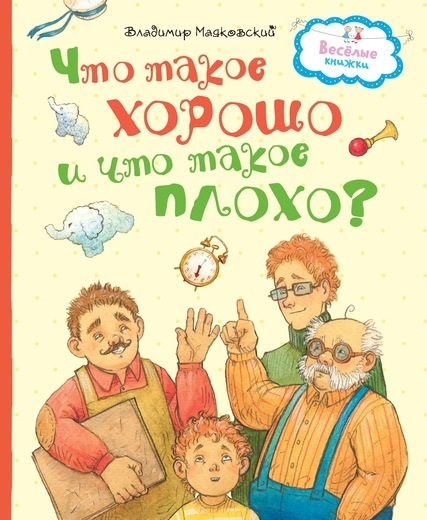 Владимир Маяковский
Весёлые
книжки
Что такое
хорошо
и что такое
плохо?